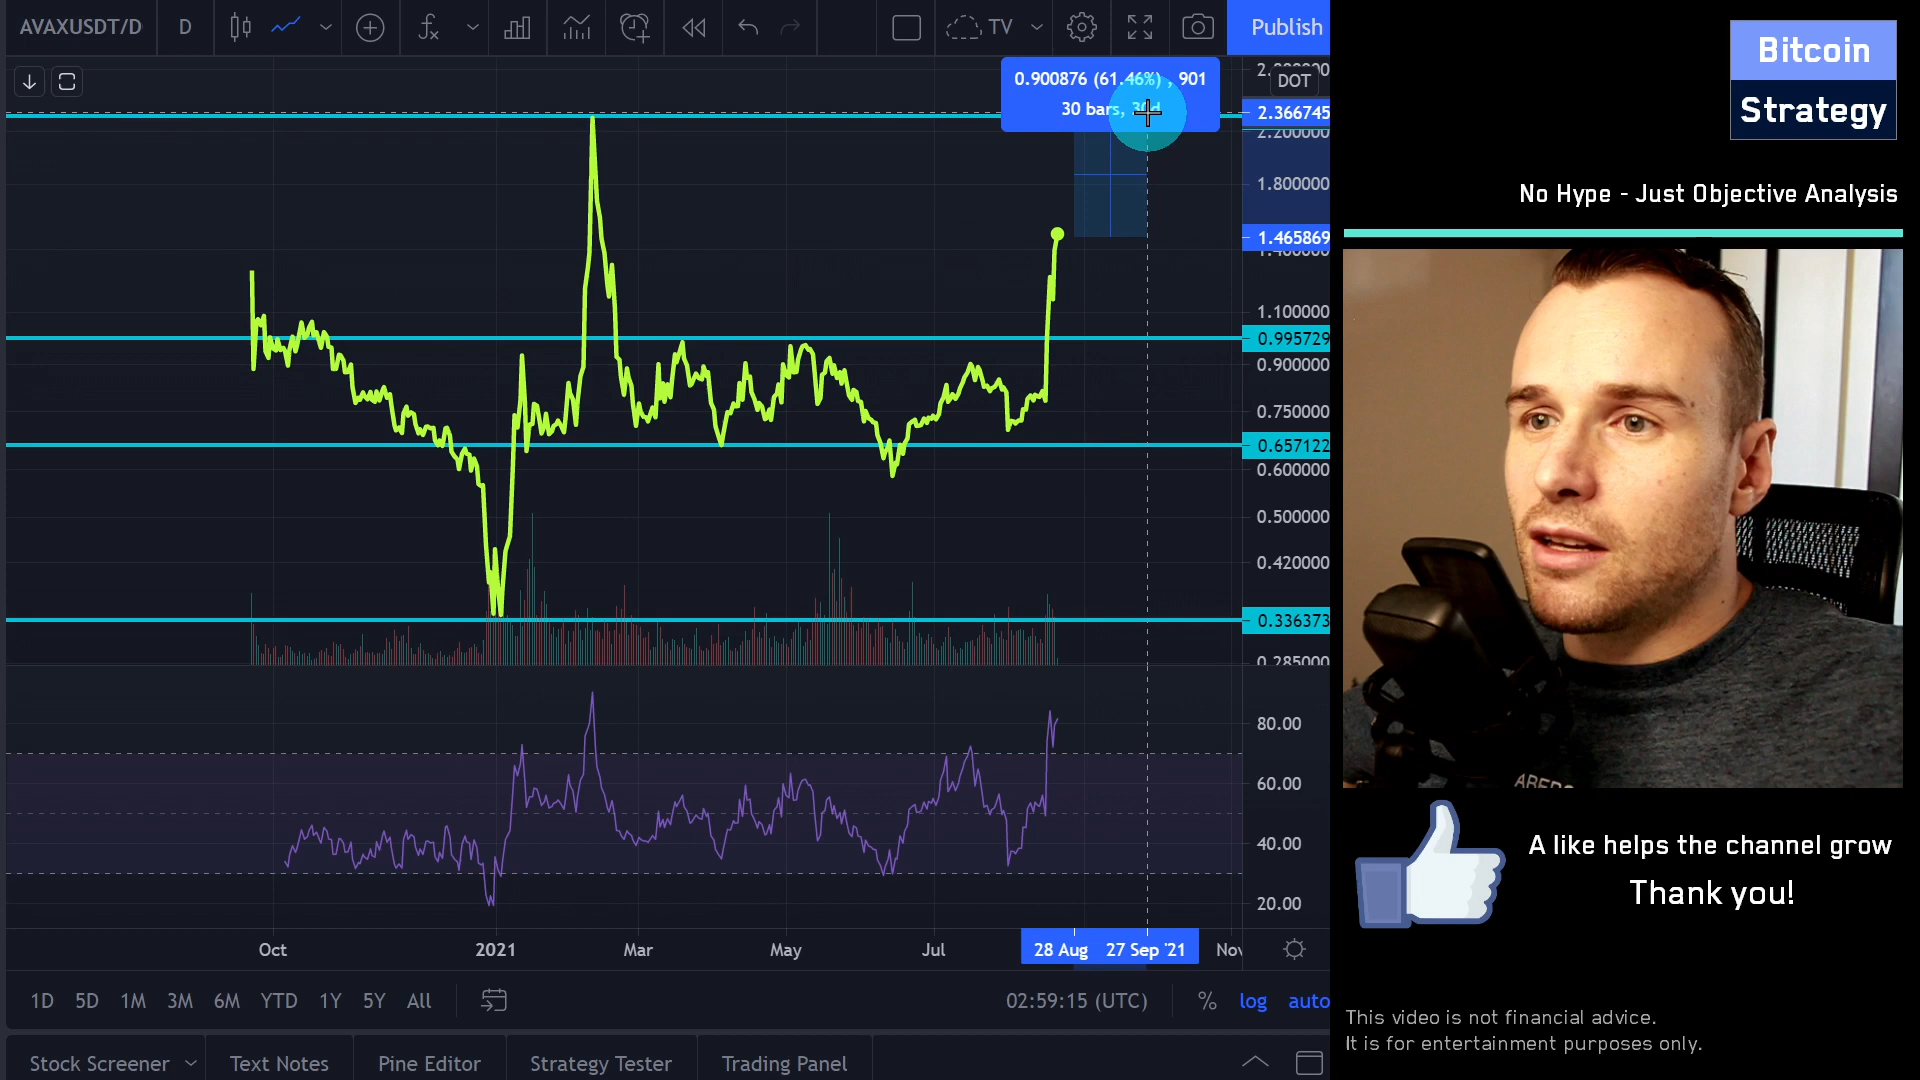 AVAXUSDT/D
D
TV
Publish
0.900876 (61.46%) , 901
30 bars, 30d
DOT
2.366745
2.200000
1.800000
1.465869
1.400000
1.100000
0.995729
0.900000
0.750000
0.657122
0.600000
0.500000
0.420000
0.336373
0.285000
80.00
60.00
40.00
20.00
Oct
2021
Mar
May
Jul
28 Aug
27 Sep '21
Nov
1D
5D
1M
3M
6M
YTD
1Y
5Y
All
02:59:15 (UTC)
%
log
auto
Stock Screener
Text Notes
Pine Editor
Strategy Tester
Trading Panel
Bitcoin
Strategy
No Hype - Just Objective Analysis
A like helps the channel grow
Thank you!
This video is not financial advice.
It is for entertainment purposes only.